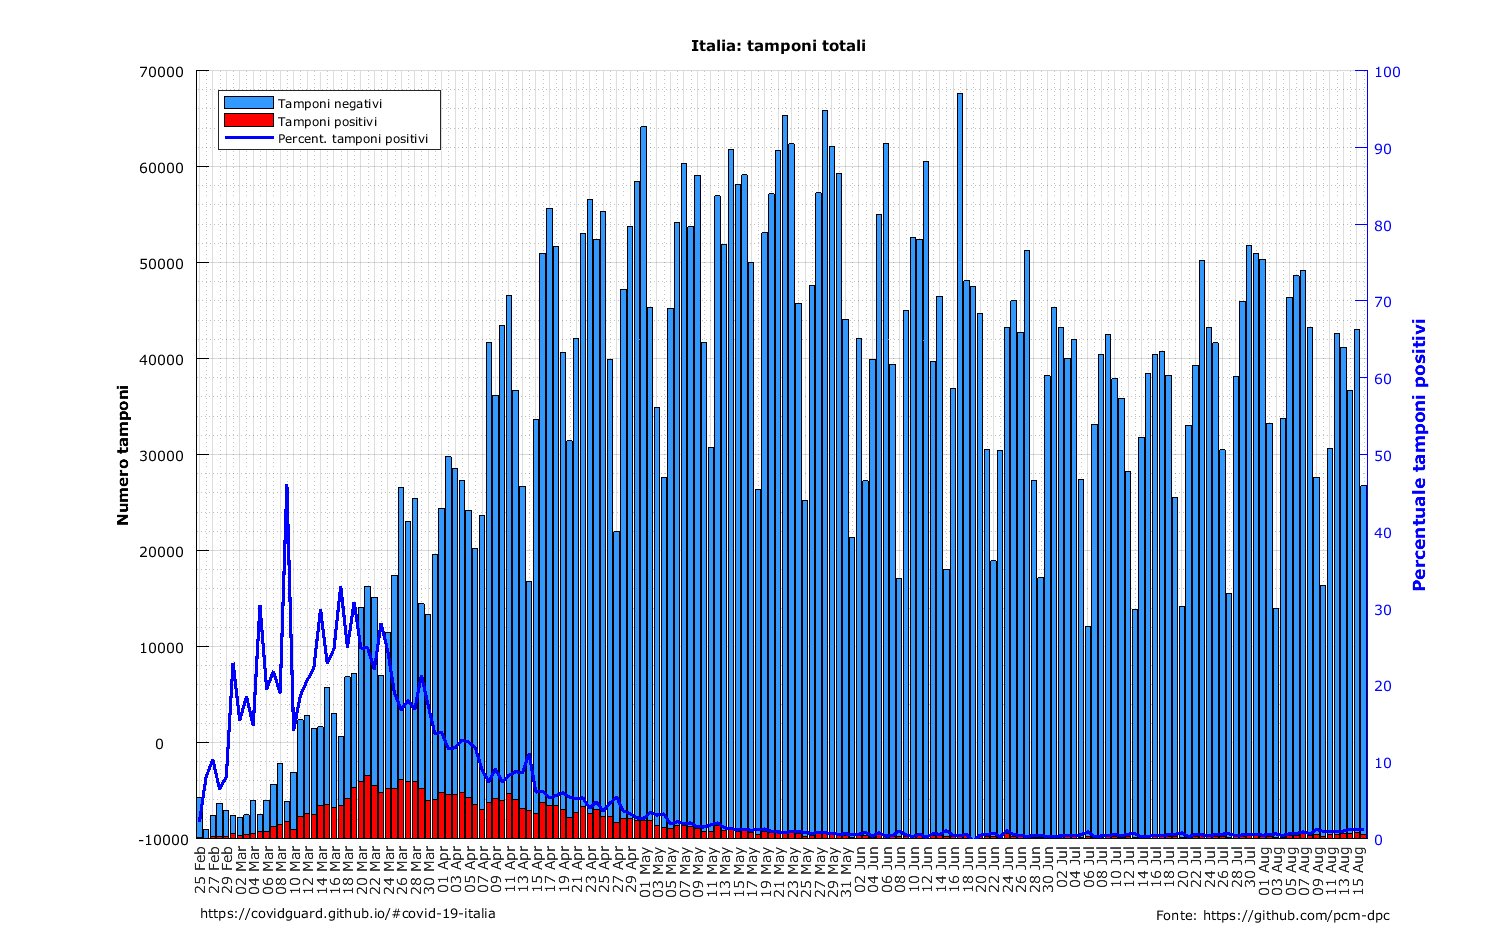 Italia: tamponi totali
70000
60000
50000
40000
30000
20000
10000
0
-10000
Numero tamponi
Tamponi negativi
Tamponi positivi
Percent. tamponi positivi
100
90
80
70
60
50
40
30
20
10
0
Percentuale tamponi positivi
25 Feb
27 Feb
29 Feb
02 Mar
04 Mar
06 Mar
08 Mar
10 Mar
12 Mar
14 Mar
16 Mar
18 Mar
20 Mar
22 Mar
24 Mar
26 Mar
28 Mar
30 Mar
01 Apr
03 Apr
05 Apr
07 Apr
09 Apr
11 Apr
13 Apr
15 Apr
17 Apr
19 Apr
21 Apr
23 Apr
25 Apr
27 Apr
29 Apr
01 May
03 May
05 May
07 May
09 May
11 May
13 May
15 May
17 May
19 May
21 May
23 May
25 May
27 May
29 May
31 May
02 Jun
04 Jun
06 Jun
08 Jun
10 Jun
12 Jun
14 Jun
16 Jun
18 Jun
20 Jun
22 Jun
24 Jun
26 Jun
28 Jun
30 Jun
02 Jul
04 Jul
06 Jul
08 Jul
10 Jul
12 Jul
14 Jul
16 Jul
18 Jul
20 Jul
22 Jul
24 Jul
26 Jul
28 Jul
30 Jul
01 Aug
03 Aug
05 Aug
07 Aug
09 Aug
11 Aug
13 Aug
15 Aug
https://covidguard.github.io/#covid-19-italia
Fonte: https://github.com/pcm-dpc